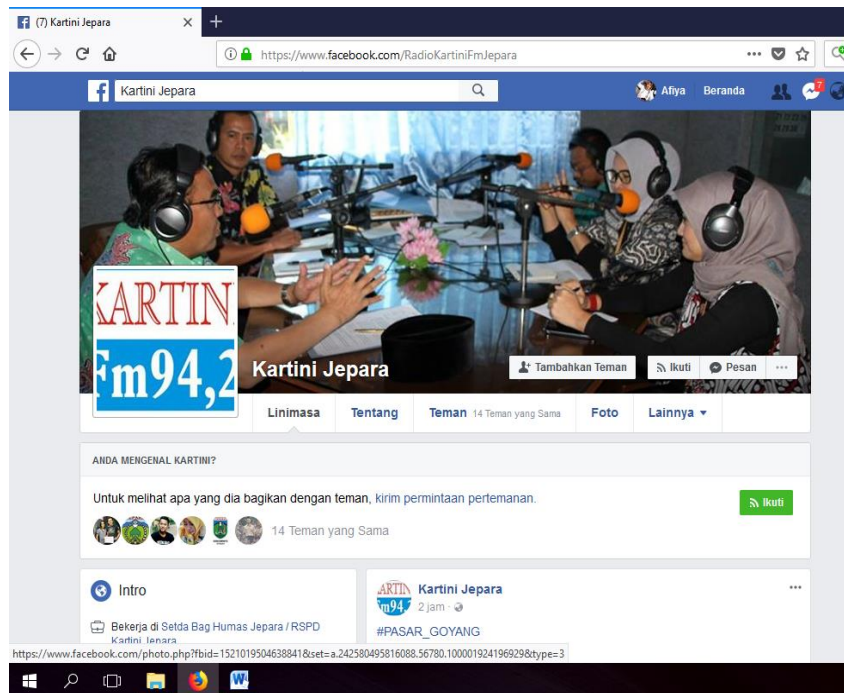 (7) Kartini Jepara
https://www.facebook.com/RadioKartiniFmJepara
Kartini Jepara
Afiya
Beranda
7
KARTINI
Fm94,2
Kartini Jepara
Tambahkan Teman
Ikuti
Pesan
Linimasa
Tentang
Teman 14 Teman yang Sama
Foto
Lainnya
ANDA MENGENAL KARTINI?
Untuk melihat apa yang dia bagikan dengan teman, kirim permintaan pertemanan.
Ikuti
14 Teman yang Sama
Intro
Bekerja di Setda Bag Humas Jepara / RSPD
Kartini Jepara
ARTIN
m94,
Kartini Jepara
2 jam
#PASAR_GOYANG
https://www.facebook.com/photo.php?fbid=1521019504638841&set=a.242580495816088.56780.100001924196929&type=3